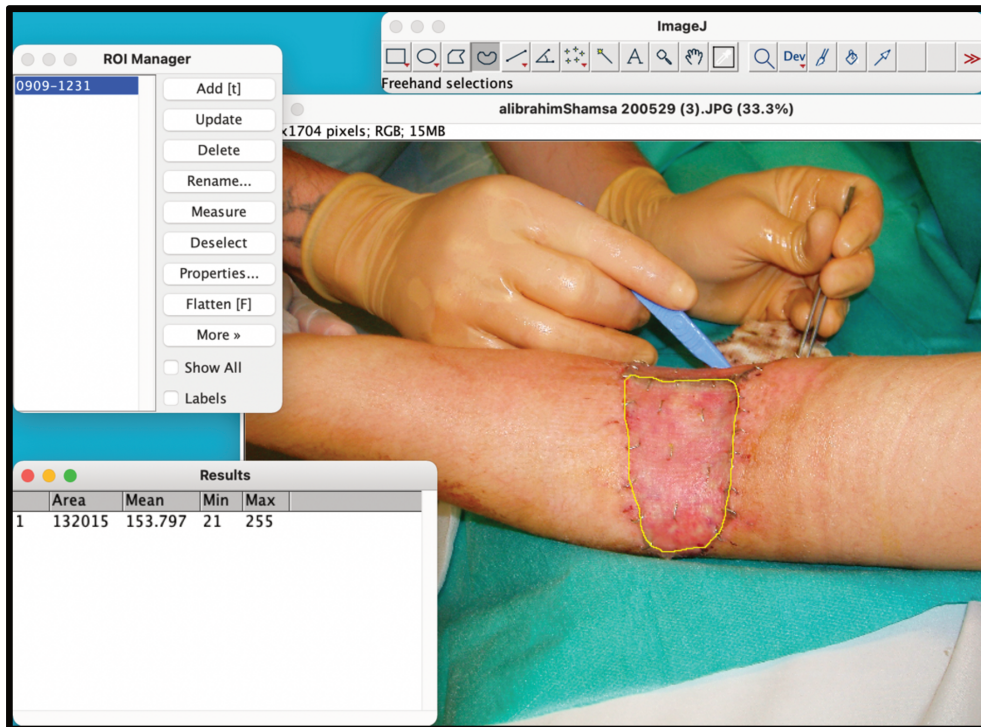 ImageJ
Dev
Freehand selections
ROI Manager
0909-1231
Add [t]
Update
Delete
Rename...
Measure
Deselect
Properties...
Flatten [F]
More »
Show All
Labels
alibrahimShamsa 200529 (3).JPG (33.3%)
x1704 pixels; RGB; 15MB
Results
Area Mean Min Max
1 132015 153.797 21 255